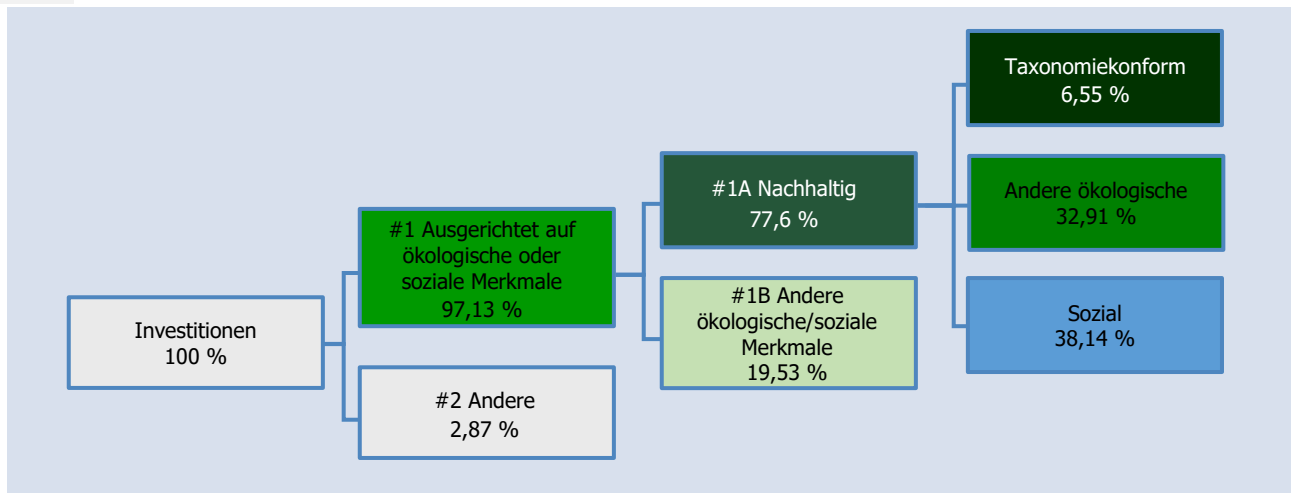 Investitionen
100 %
#1 Ausgerichtet auf
ökologische oder
soziale Merkmale
97,13 %
#2 Andere
2,87 %
#1A Nachhaltig
77,6 %
#1B Andere
ökologische/soziale
Merkmale
19,53 %
Taxonomiekonform
6,55 %
Andere ökologische
32,91 %
Sozial
38,14 %